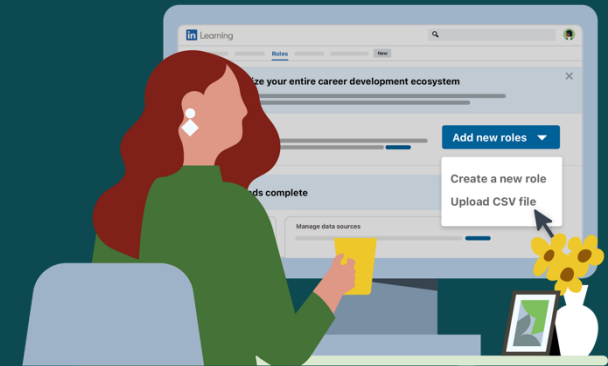 in Learning
Roles
New
ize your entire career development ecosystem
Add new roles
Create a new role
Upload CSV file
ds complete
Manage data sources